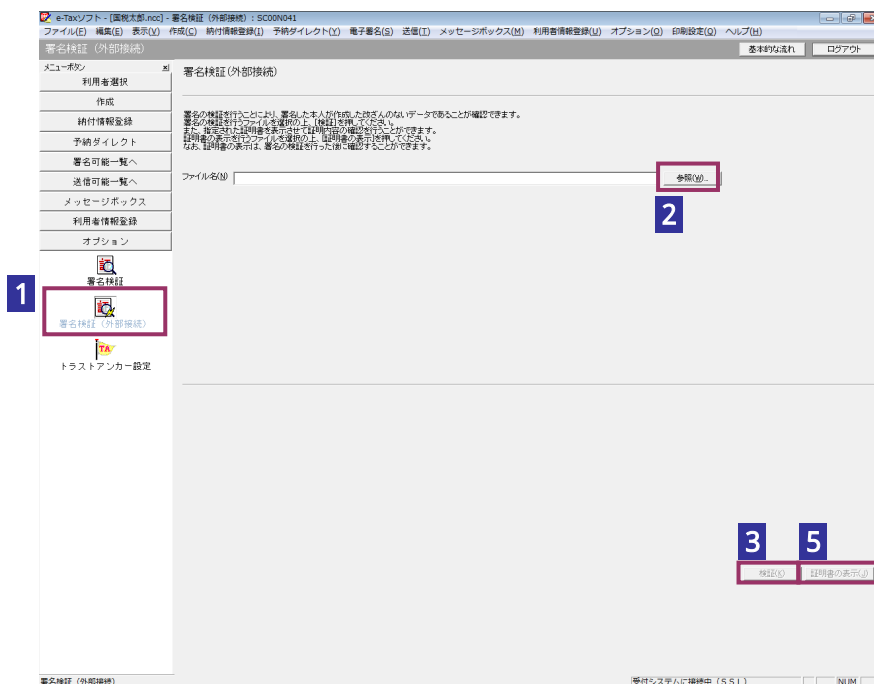 e-Taxソフト - [国税太郎.ncc] - 署名検証（外部接続）: SC00N041
ファイル(F) 編集(E) 表示(V) 作成(C) 納付情報登録(I) 予納ダイレクト(Y) 電子署名(S) 送信(T) メッセージボックス(M) 利用者情報登録(U) オプション(O) 印刷設定(Q) ヘルプ(H)
署名検証（外部接続） 基本的な流れ ログアウト
メニューボタン 署名検証(外部接続)
利用者選択
作成
納付情報登録
予納ダイレクト
署名可能一覧へ
送信可能一覧へ
メッセージボックス
利用者情報登録
オプション
署名検証
1
署名検証（外部接続）
TA
トラストアンカー設定
署名の検証を行うことにより、署名した本人が作成した改ざんのないデータであることが確認できます。
署名の検証を行うファイルを選択の上、[検証]を押してください。
また、指定された証明書を表示させて証明内容の確認を行うことができます。
証明書の表示を行うファイルを選択の上、[証明書の表示]を押してください。
なお、証明書の表示は、署名の検証を行った後に確認することができます。
ファイル名(N) 参照(W)...
2
3 5
検証(K) 証明書の表示(J)
署名検証（外部接続） 受付システムに接続中（ＳＳＬ） NUM